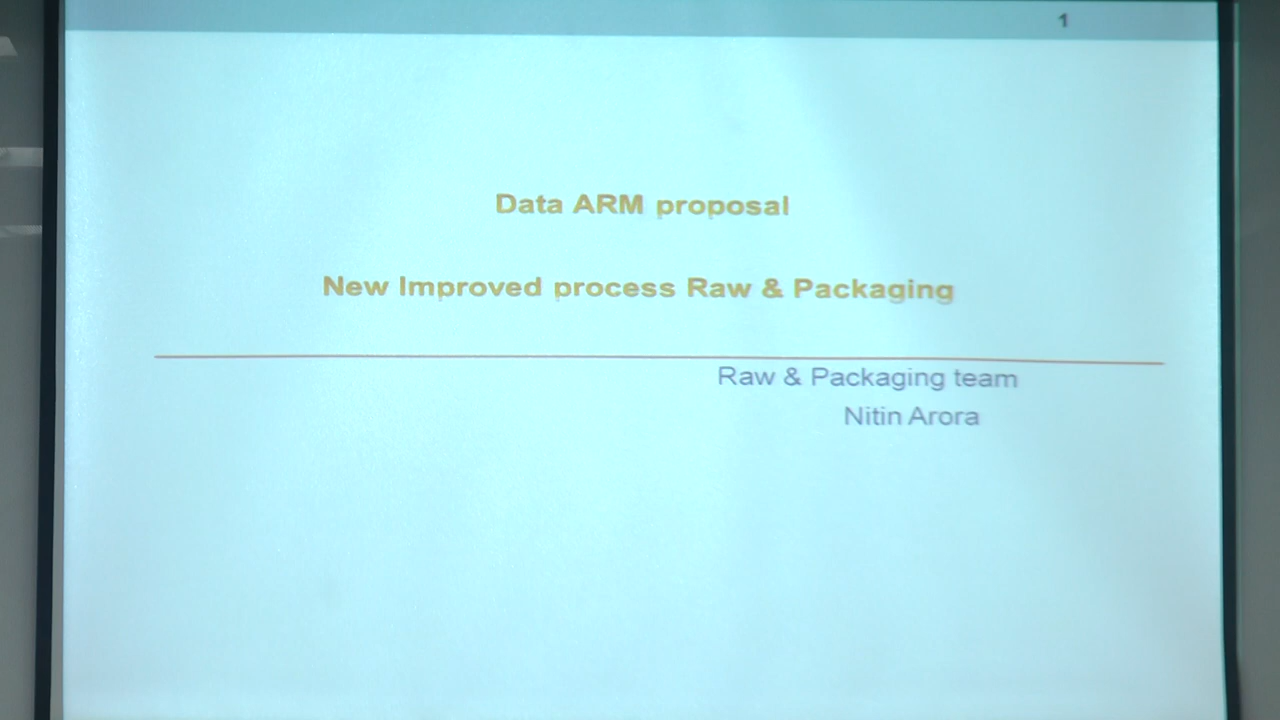 1
Data ARM proposal
New Improved process Raw & Packaging
Raw & Packaging team
Nitin Arora